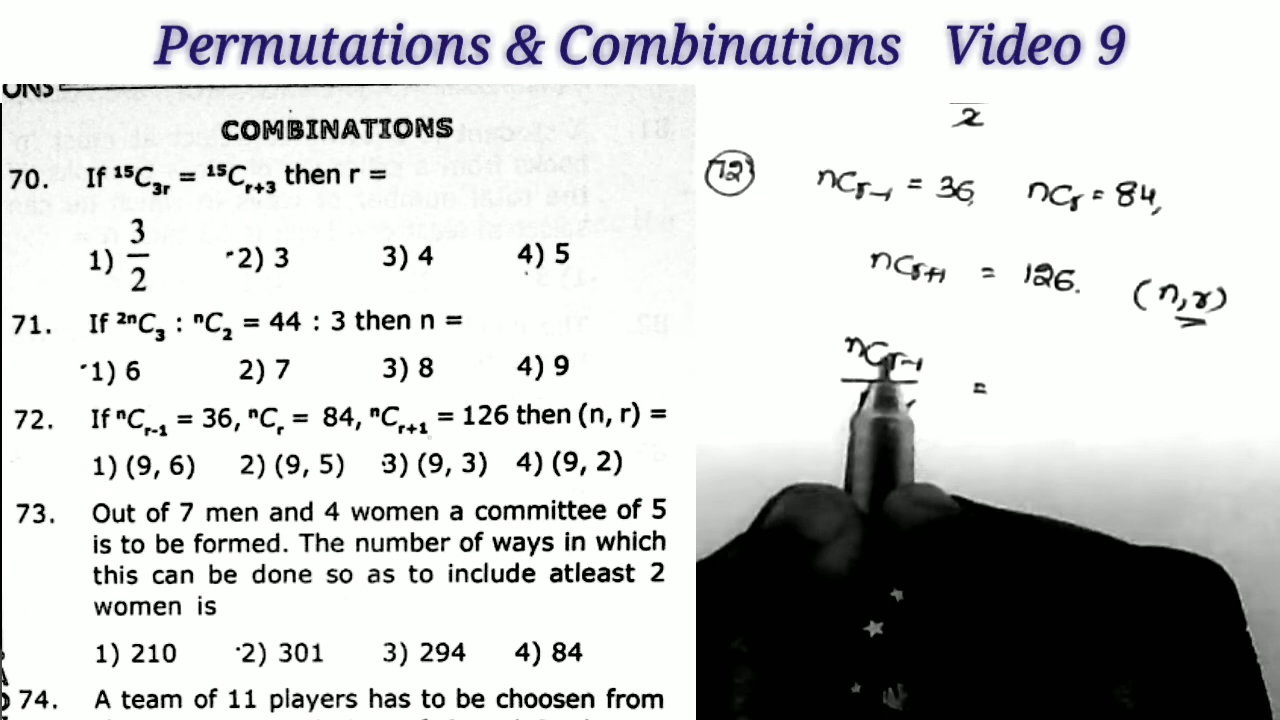 Permutations & Combinations Video 9
ONS
COMBINATIONS
70. If ¹⁵C₃ᵣ = ¹⁵Cᵣ₊₃ then r =
1) 3/2 2) 3 3) 4 4) 5
71. If ²ⁿC₃ : ⁿC₂ = 44 : 3 then n =
1) 6 2) 7 3) 8 4) 9
72. If ⁿCᵣ₋₁ = 36, ⁿCᵣ = 84, ⁿCᵣ₊₁ = 126 then (n, r) =
1) (9, 6) 2) (9, 5) 3) (9, 3) 4) (9, 2)
73. Out of 7 men and 4 women a committee of 5
is to be formed. The number of ways in which
this can be done so as to include atleast 2
women is
1) 210 2) 301 3) 294 4) 84
74. A team of 11 players has to be choosen from
2
72) nCᵣ₋₁ = 36, nCᵣ = 84,
nCᵣ₊₁ = 126. (n, r)
nCᵣ₋₁ =